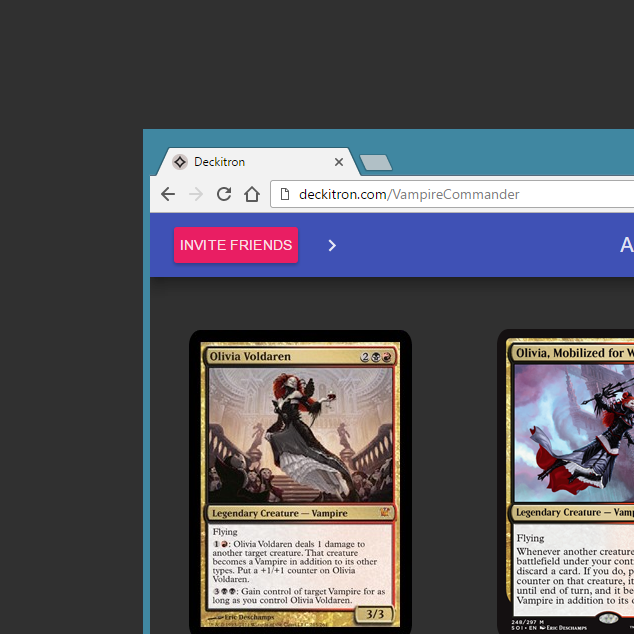 Deckitron
deckitron.com/VampireCommander
INVITE FRIENDS
A
Olivia Voldaren 2
Legendary Creature — Vampire
Flying
1: Olivia Voldaren deals 1 damage to
another target creature. That creature
becomes a Vampire in addition to its other
types. Put a +1/+1 counter on Olivia
Voldaren.
3: Gain control of target Vampire for as
long as you control Olivia Voldaren.
Eric Deschamps
3/3
Olivia, Mobilized for W
Legendary Creature — Vamp
Flying
Whenever another creature
battlefield under your cont
discard a card. If you do, p
counter on that creature, it
until end of turn, and it be
Vampire in addition to its o
248/297 M
SOI • EN Eric Deschamps